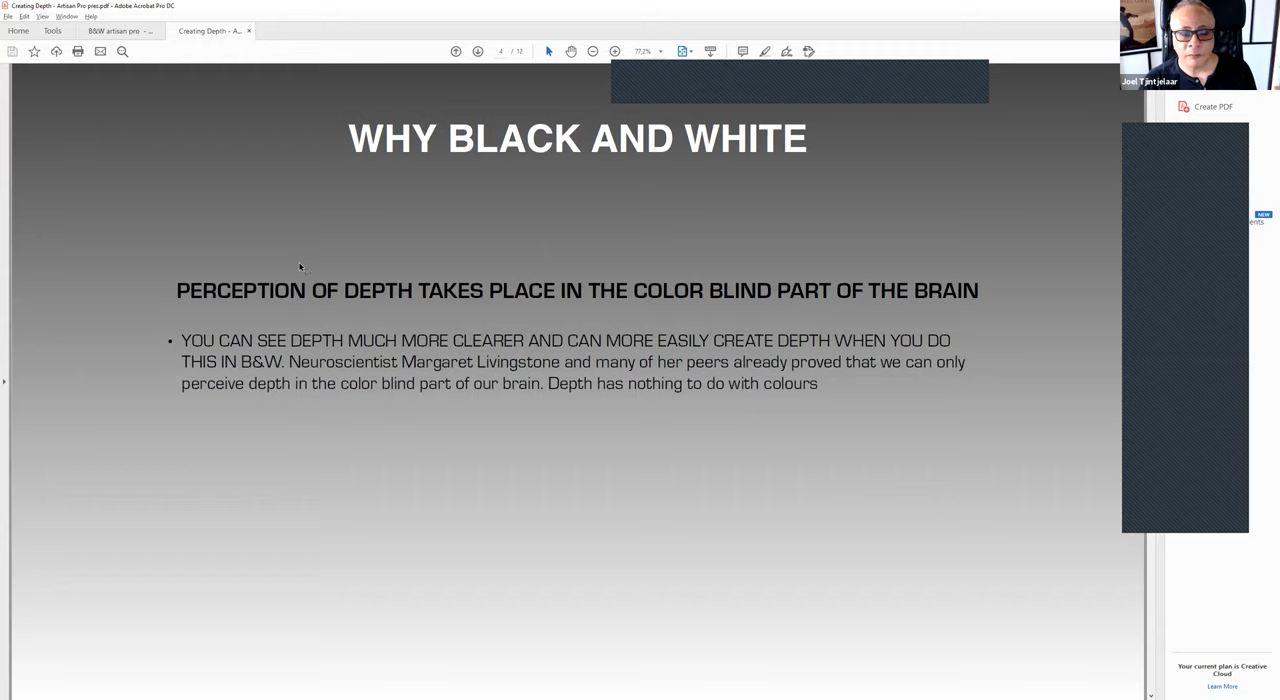 Creating Depth - Artisan Pro pres.pdf - Adobe Acrobat Pro DC
File Edit View Window Help
Home Tools B&W artisan pro - ... Creating Depth - A... ×
4 / 12 77,2%
Joel Tjintjelaar
Create PDF
WHY BLACK AND WHITE
NEW
ents
PERCEPTION OF DEPTH TAKES PLACE IN THE COLOR BLIND PART OF THE BRAIN
• YOU CAN SEE DEPTH MUCH MORE CLEARER AND CAN MORE EASILY CREATE DEPTH WHEN YOU DO
THIS IN B&W. Neuroscientist Margaret Livingstone and many of her peers already proved that we can only
perceive depth in the color blind part of our brain. Depth has nothing to do with colours
Your current plan is Creative
Cloud
Learn More